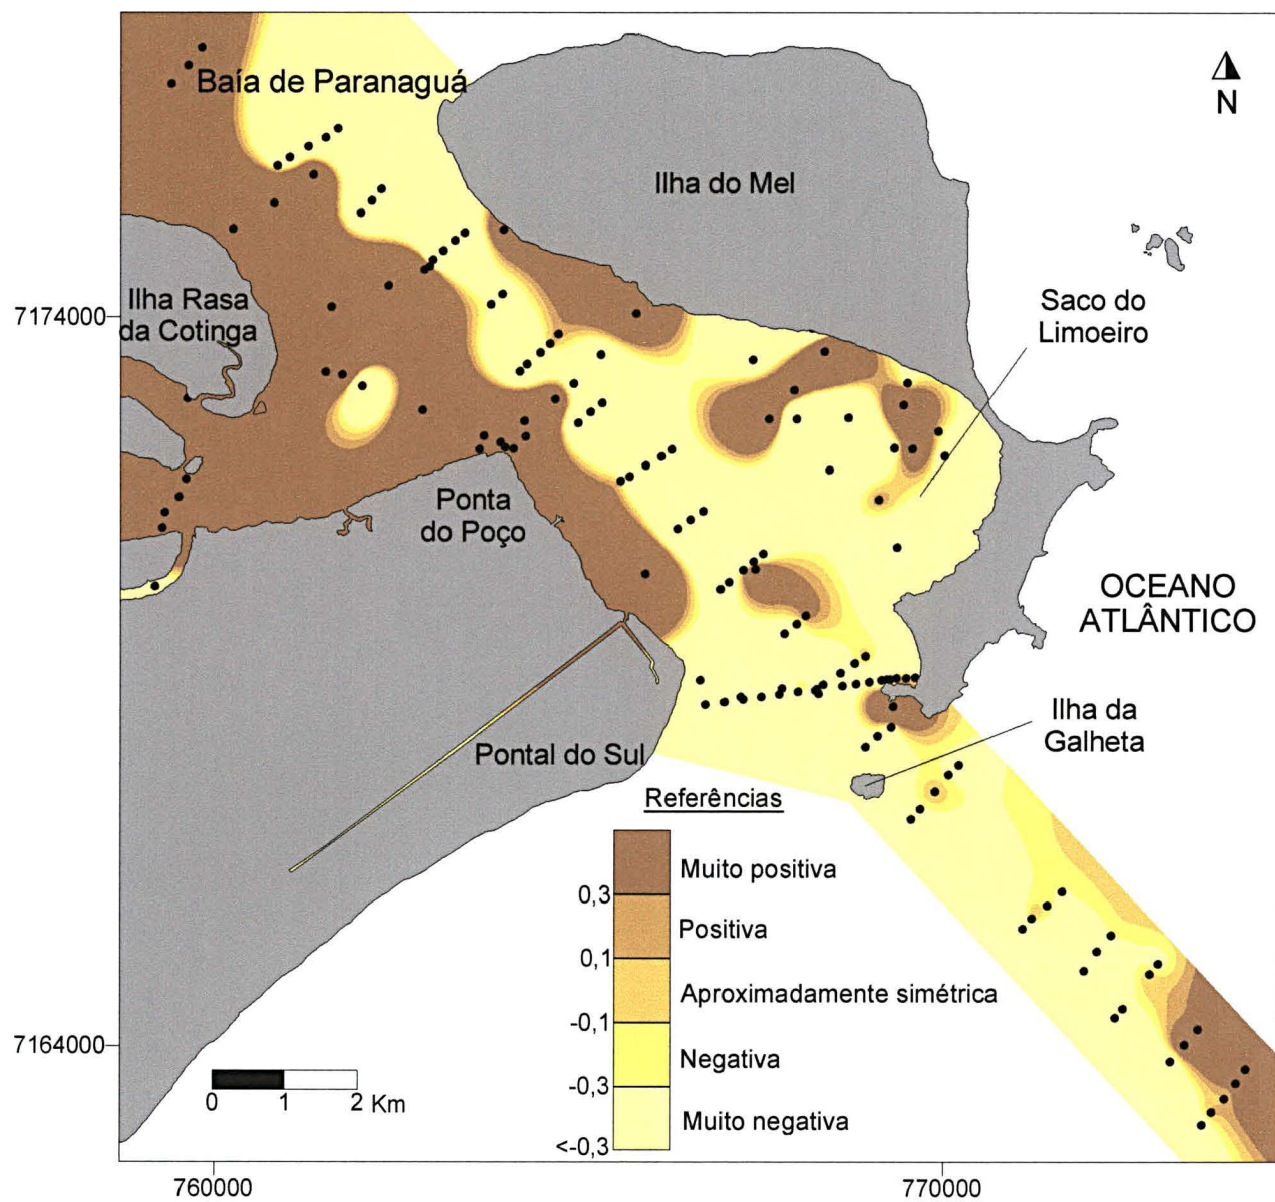 Baía de Paranaguá
N
Ilha do Mel
Ilha Rasa
da Cotinga
7174000
Saco do
Limoeiro
Ponta
do Poço
OCEANO
ATLÂNTICO
Ilha da
Galheta
Pontal do Sul
Referências
Muito positiva
0,3
Positiva
0,1
Aproximadamente simétrica
-0,1
Negativa
-0,3
Muito negativa
<-0,3
7164000
0 1 2 Km
760000
770000